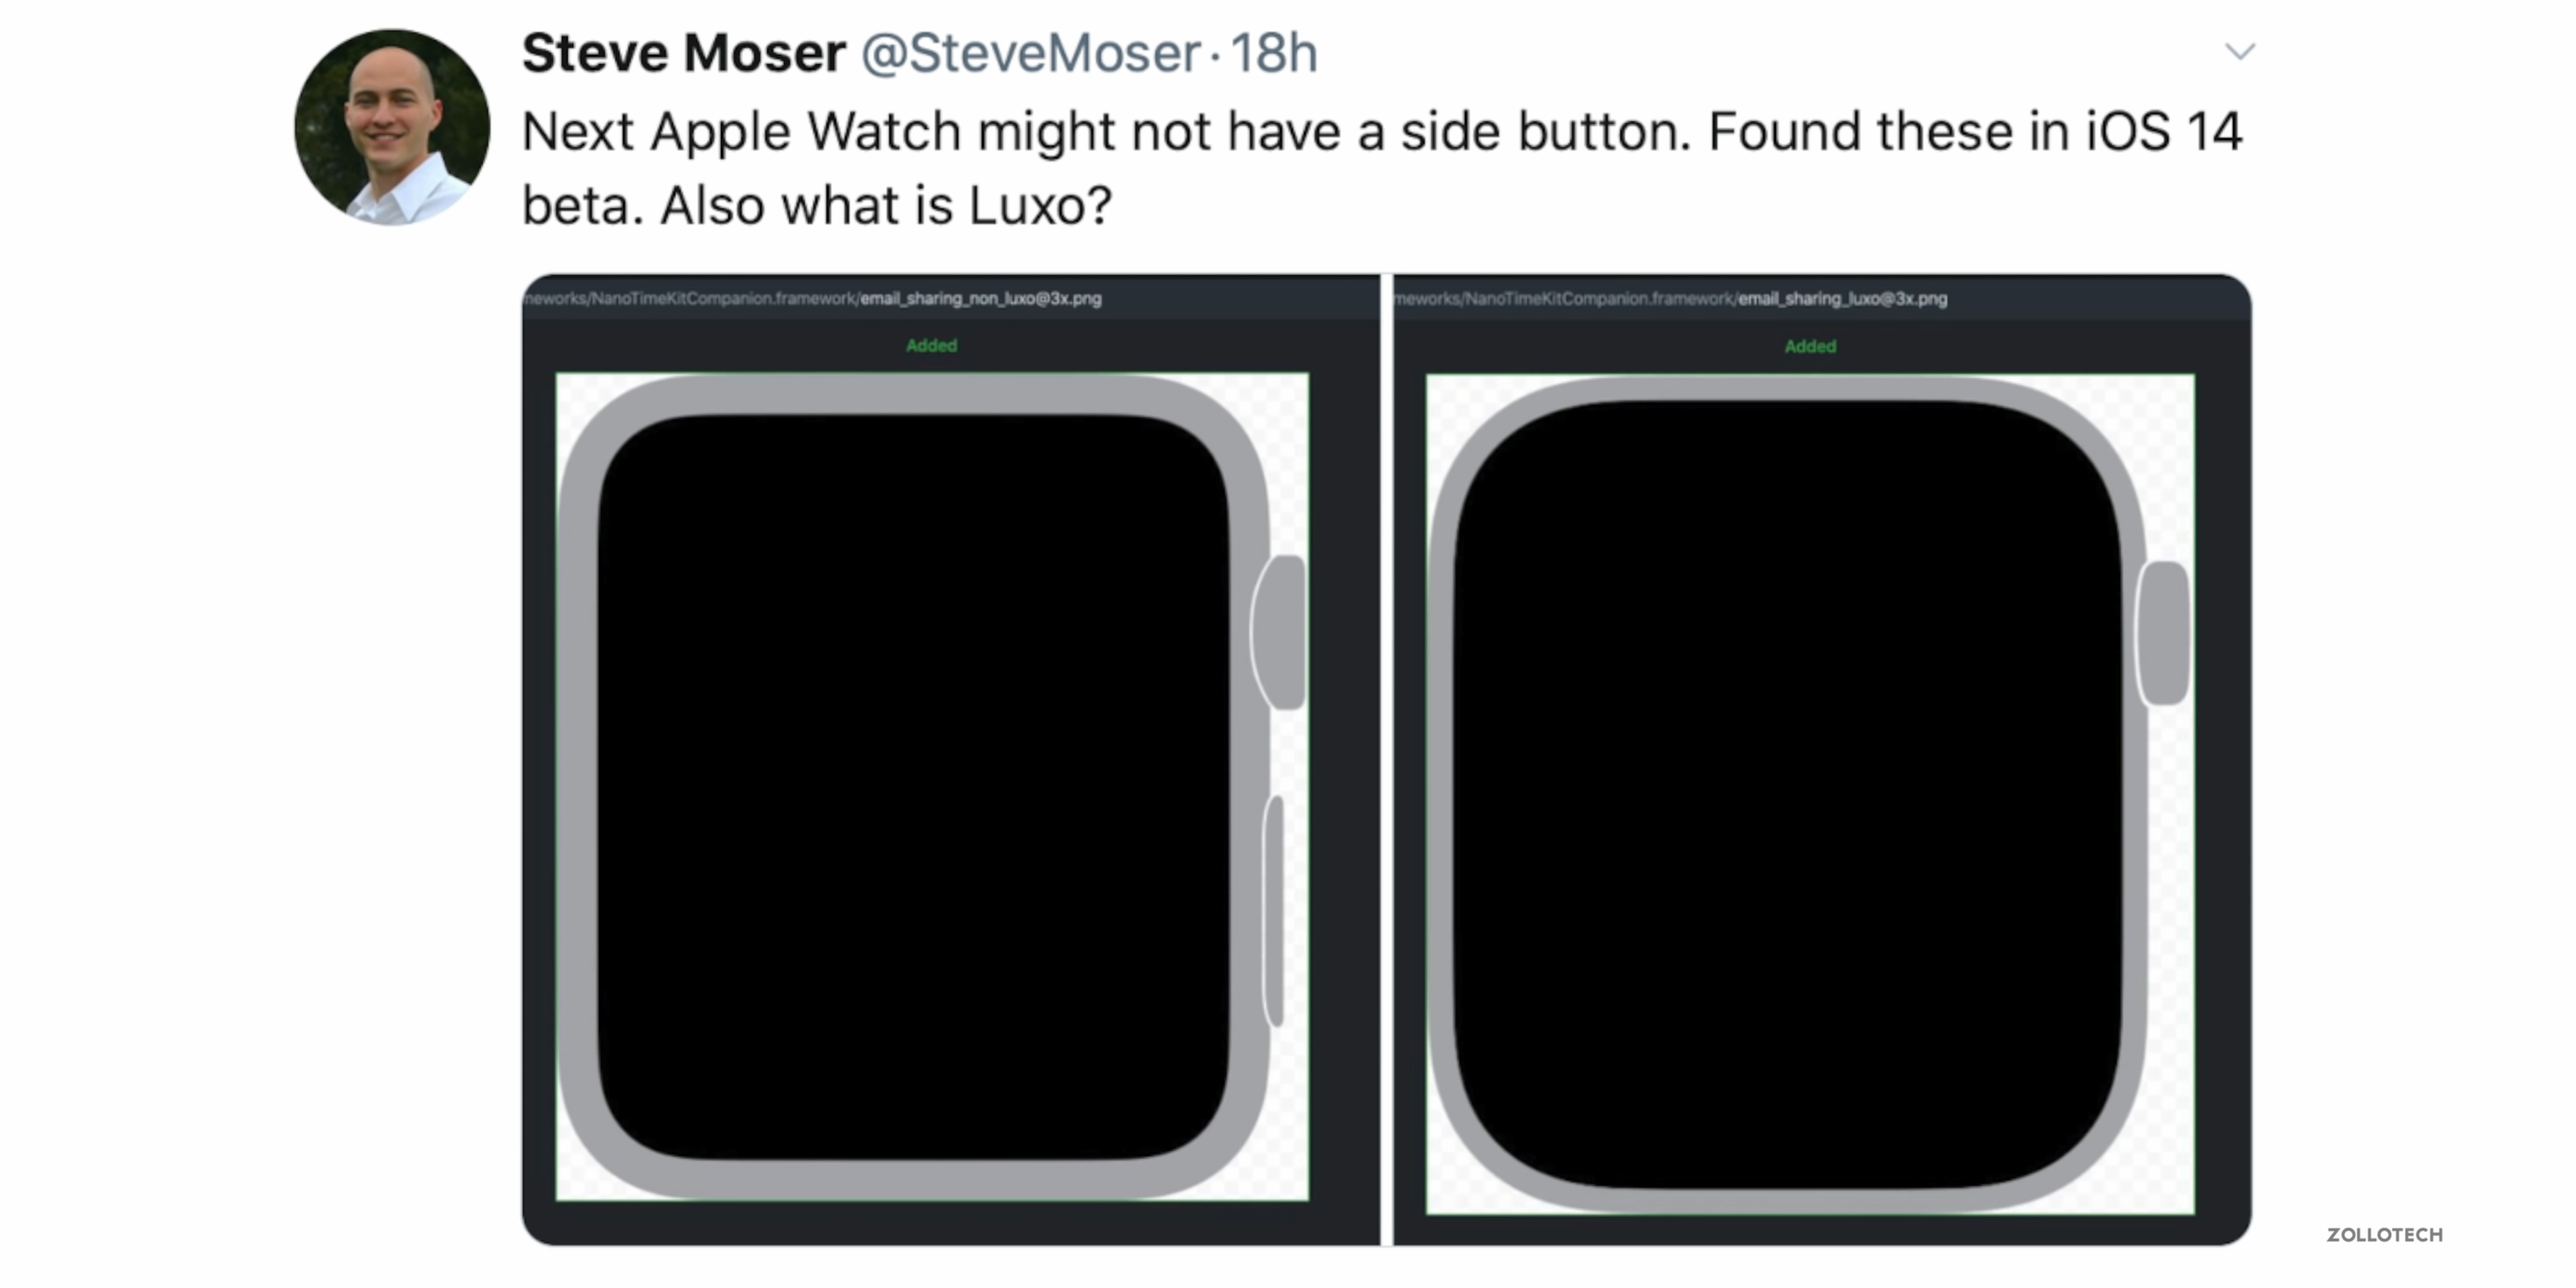 Steve Moser @SteveMoser · 18h
Next Apple Watch might not have a side button. Found these in iOS 14
beta. Also what is Luxo?
neworks/NanoTimeKitCompanion.framework/email_sharing_non_luxo@3x.png
Added
meworks/NanoTimeKitCompanion.framework/email_sharing_luxo@3x.png
Added
ZOLLOTECH